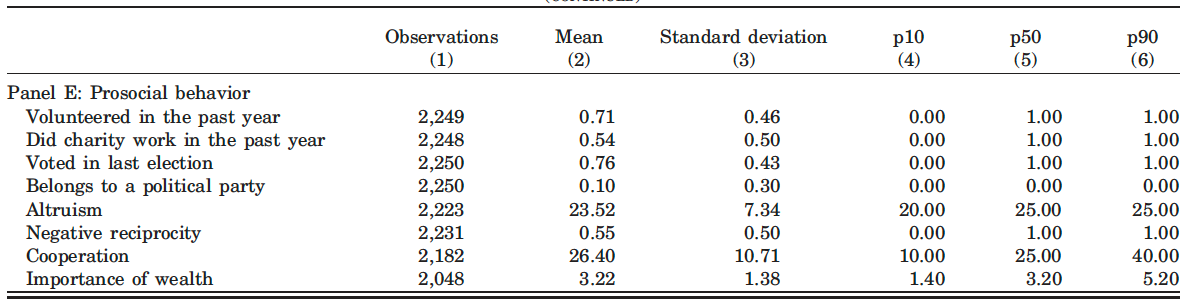 (CONTINUED)
Observations Mean Standard deviation p10 p50 p90
(1) (2) (3) (4) (5) (6)
Panel E: Prosocial behavior
Volunteered in the past year 2,249 0.71 0.46 0.00 1.00 1.00
Did charity work in the past year 2,248 0.54 0.50 0.00 1.00 1.00
Voted in last election 2,250 0.76 0.43 0.00 1.00 1.00
Belongs to a political party 2,250 0.10 0.30 0.00 0.00 0.00
Altruism 2,223 23.52 7.34 20.00 25.00 25.00
Negative reciprocity 2,231 0.55 0.50 0.00 1.00 1.00
Cooperation 2,182 26.40 10.71 10.00 25.00 40.00
Importance of wealth 2,048 3.22 1.38 1.40 3.20 5.20